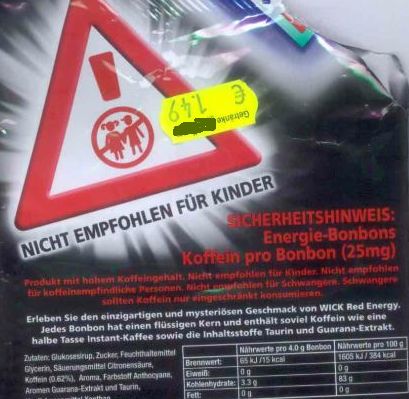 €
1.49
Getränke
NICHT EMPFOHLEN FÜR KINDER
SICHERHEITSHINWEIS:
Energie-Bonbons
Koffein pro Bonbon (25mg)
Produkt mit hohem Koffeingehalt. Nicht empfohlen für Kinder. Nicht empfohlen
für koffeinempfindliche Personen. Nicht empfohlen für Schwangere. Schwangere
sollten Koffein nur eingeschränkt konsumieren.
Erleben Sie den einzigartigen und mysteriösen Geschmack von WICK Red Energy.
Jedes Bonbon hat einen flüssigen Kern und enthält soviel Koffein wie eine
halbe Tasse Instant-Kaffee sowie die Inhaltsstoffe Taurin und Guarana-Extrakt.
Zutaten: Glukosesirup, Zucker, Feuchthaltemittel
Glycerin, Säuerungsmittel Citronensäure,
Koffein (0.62%), Aroma, Farbstoff Anthocyane,
Aromen Guarana-Extrakt und Taurin,
Nährwerte pro 4.0 g Bonbon Nährwerte pro 100 g
Brennwert: 65 kJ /15 kcal 1605 kJ / 384 kcal
Eiweiß: 0 g 0 g
Kohlenhydrate: 3.3 g 83 g
Fett: 0 g 0 g